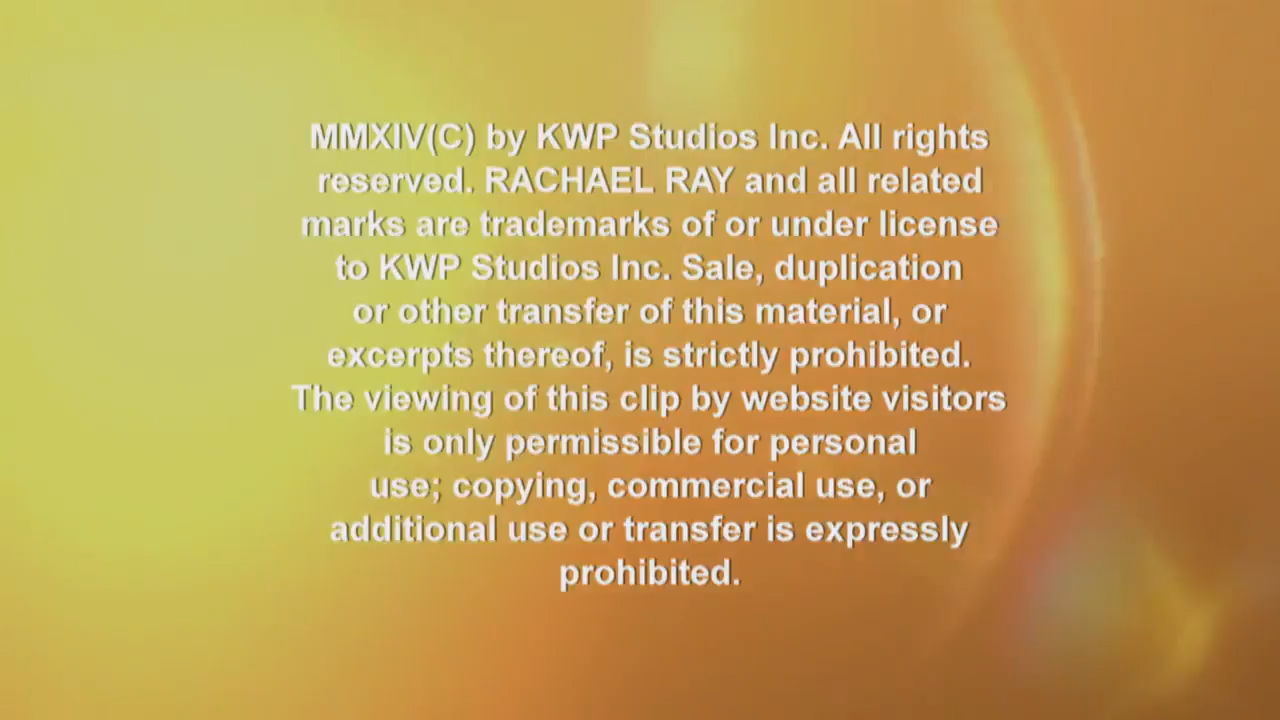 MMXIV(C) by KWP Studios Inc. All rights
reserved. RACHAEL RAY and all related
marks are trademarks of or under license
to KWP Studios Inc. Sale, duplication
or other transfer of this material, or
excerpts thereof, is strictly prohibited.
The viewing of this clip by website visitors
is only permissible for personal
use; copying, commercial use, or
additional use or transfer is expressly
prohibited.